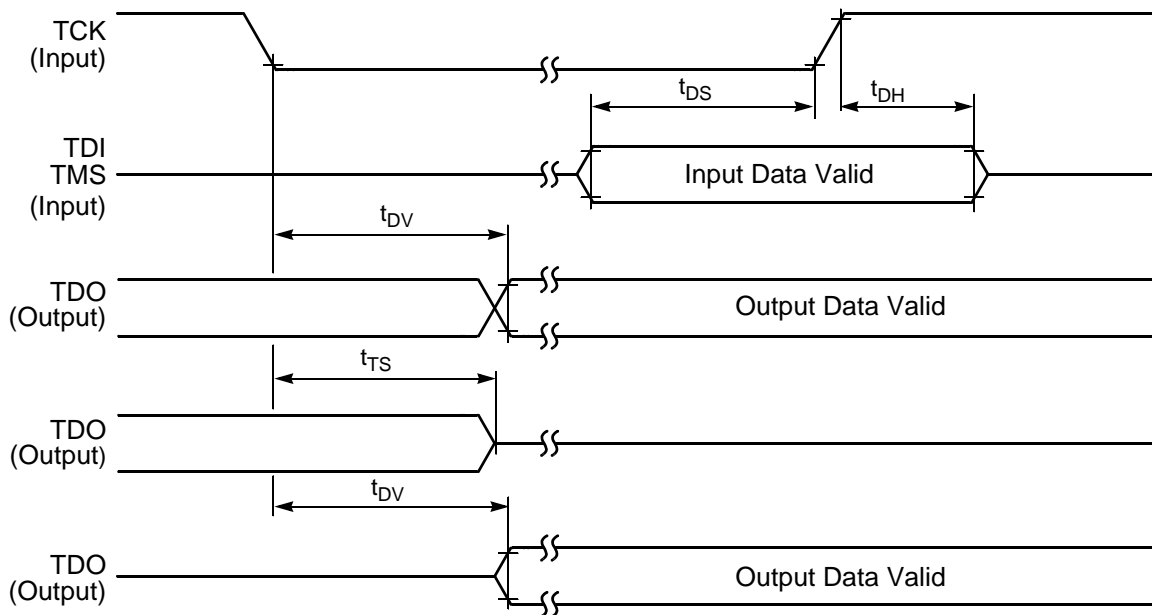 TCK
(Input)
tDS
tDH
TDI
TMS
(Input)
Input Data Valid
tDV
TDO
(Output)
Output Data Valid
tTS
TDO
(Output)
tDV
TDO
(Output)
Output Data Valid